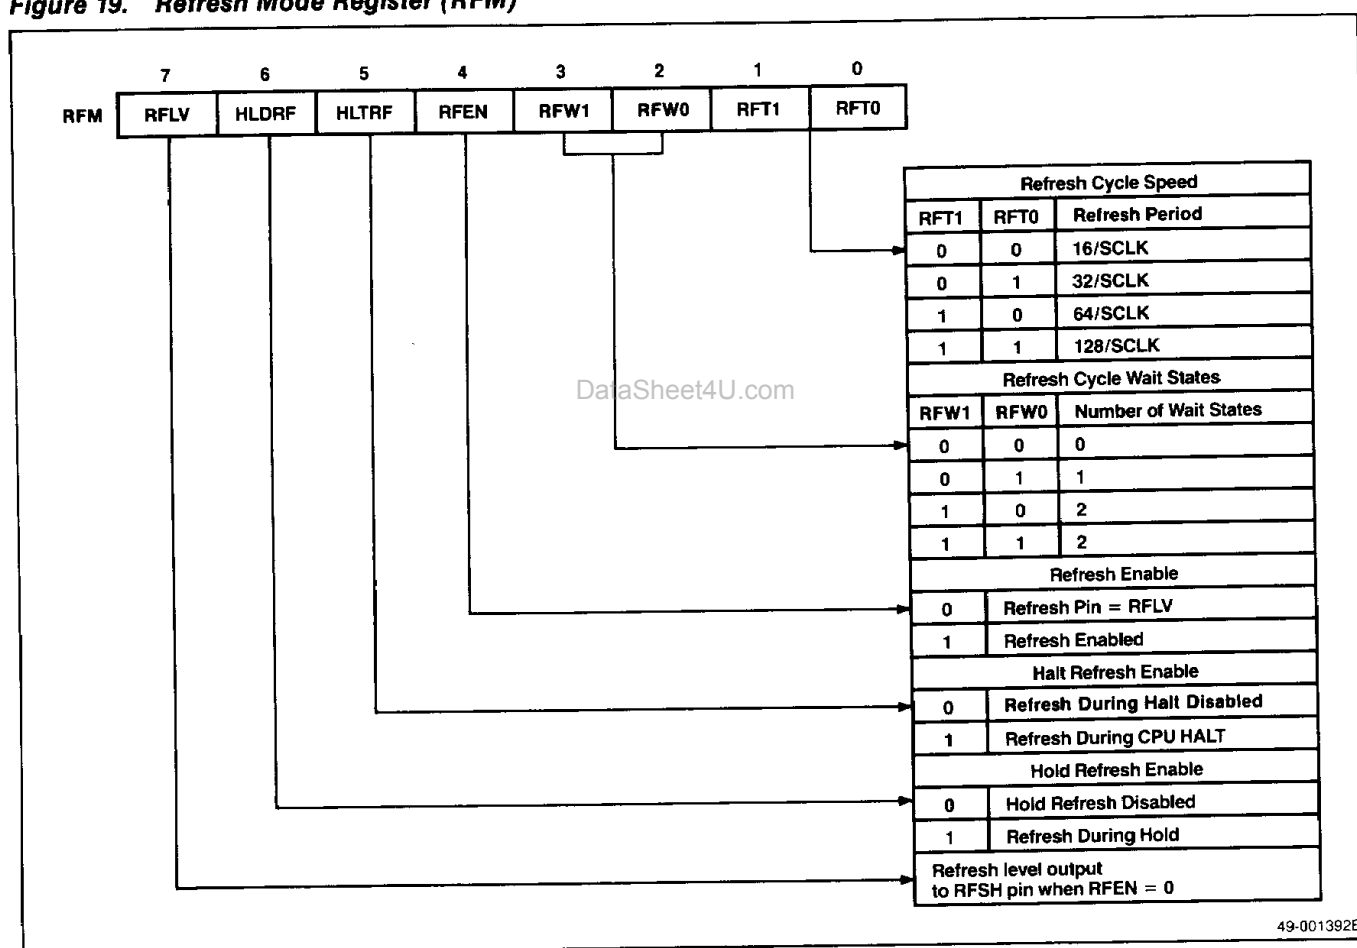 Figure 19. Refresh Mode Register (RFM)
7 6 5 4 3 2 1 0
RFM RFLV HLDRF HLTRF RFEN RFW1 RFW0 RFT1 RFT0
Refresh Cycle Speed
RFT1 RFT0 Refresh Period
0 0 16/SCLK
0 1 32/SCLK
1 0 64/SCLK
1 1 128/SCLK
Refresh Cycle Wait States
RFW1 RFW0 Number of Wait States
0 0 0
0 1 1
1 0 2
1 1 2
Refresh Enable
0 Refresh Pin = RFLV
1 Refresh Enabled
Halt Refresh Enable
0 Refresh During Halt Disabled
1 Refresh During CPU HALT
Hold Refresh Enable
0 Hold Refresh Disabled
1 Refresh During Hold
Refresh level output
to RFSH pin when RFEN = 0
DataSheet4U.com
49-001392B